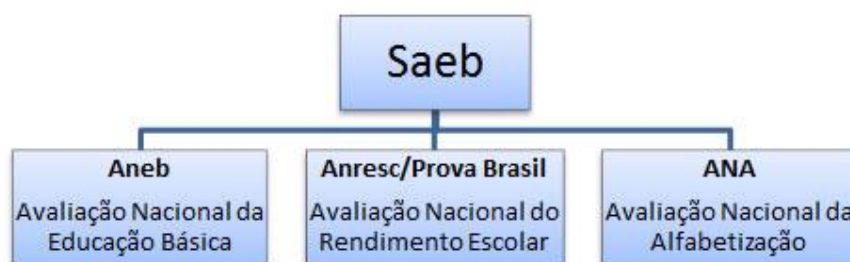 Saeb
Aneb
Avaliação Nacional da
Educação Básica
Anresc/Prova Brasil
Avaliação Nacional do
Rendimento Escolar
ANA
Avaliação Nacional da
Alfabetização